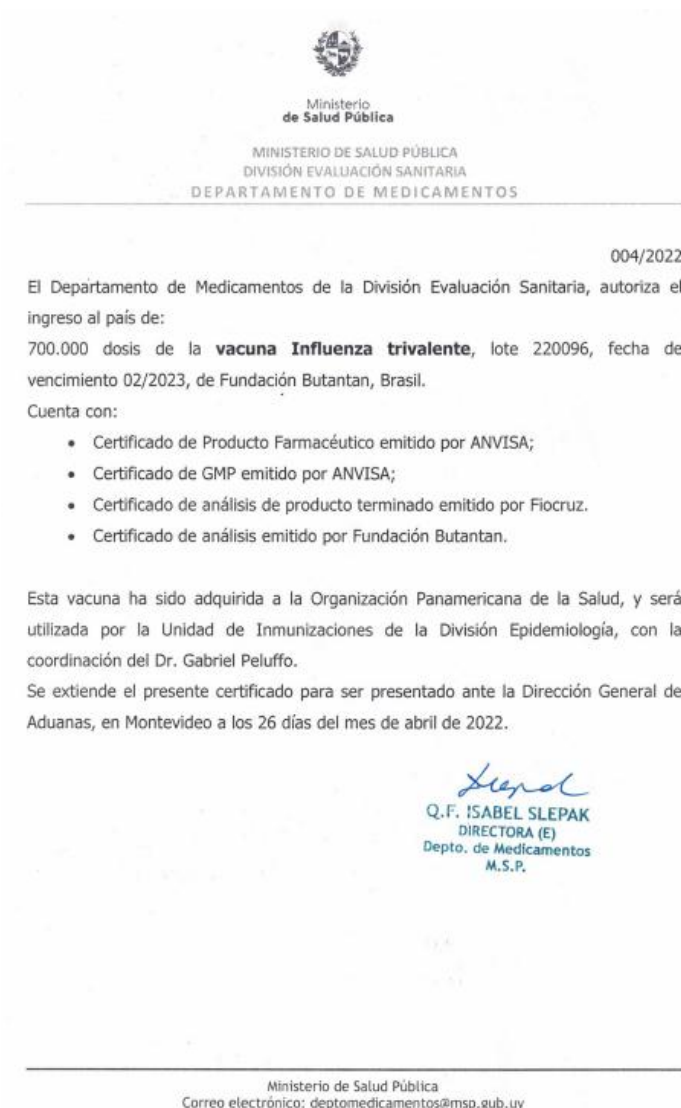 Ministerio
de Salud Pública
MINISTERIO DE SALUD PÚBLICA
DIVISIÓN EVALUACIÓN SANITARIA
DEPARTAMENTO DE MEDICAMENTOS
004/2022
El Departamento de Medicamentos de la División Evaluación Sanitaria, autoriza el
ingreso al país de:
700.000 dosis de la vacuna Influenza trivalente, lote 220096, fecha de
vencimiento 02/2023, de Fundación Butantan, Brasil.
Cuenta con:
• Certificado de Producto Farmacéutico emitido por ANVISA;
• Certificado de GMP emitido por ANVISA;
• Certificado de análisis de producto terminado emitido por Fiocruz.
• Certificado de análisis emitido por Fundación Butantan.
Esta vacuna ha sido adquirida a la Organización Panamericana de la Salud, y será
utilizada por la Unidad de Inmunizaciones de la División Epidemiología, con la
coordinación del Dr. Gabriel Peluffo.
Se extiende el presente certificado para ser presentado ante la Dirección General de
Aduanas, en Montevideo a los 26 días del mes de abril de 2022.
Slepak
Q.F. ISABEL SLEPAK
DIRECTORA (E)
Depto. de Medicamentos
M.S.P.
Ministerio de Salud Pública
Correo electrónico: deptomedicamentos@msp.gub.uy